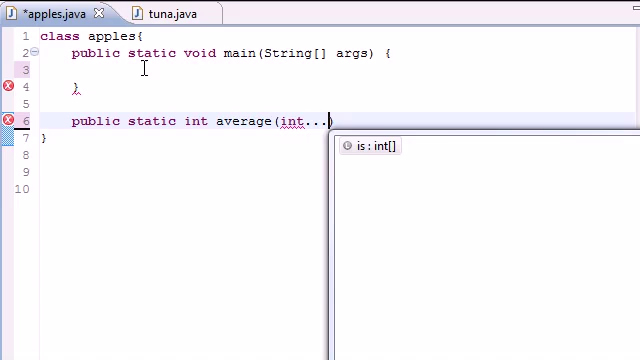 *apples.java tuna.java
1 class apples{
2 public static void main(String[] args) {
3
4 }
5
6 public static int average(int...)
7 }
8
9
10
is : int[]